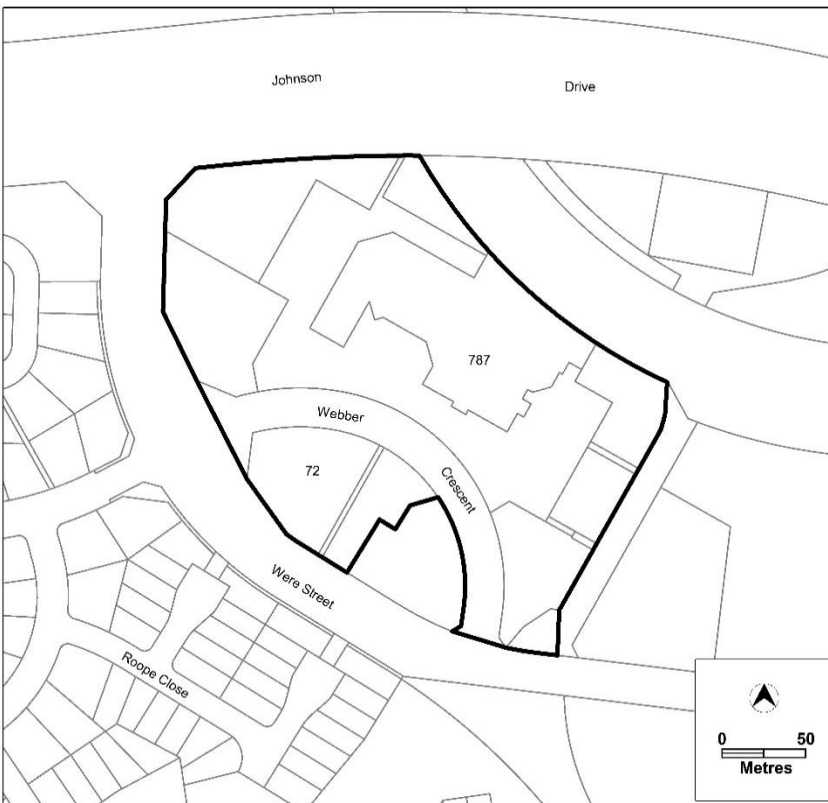 Johnson
Drive
787
Webber
72
Crescent
Were Street
Roope Close
0 50
Metres